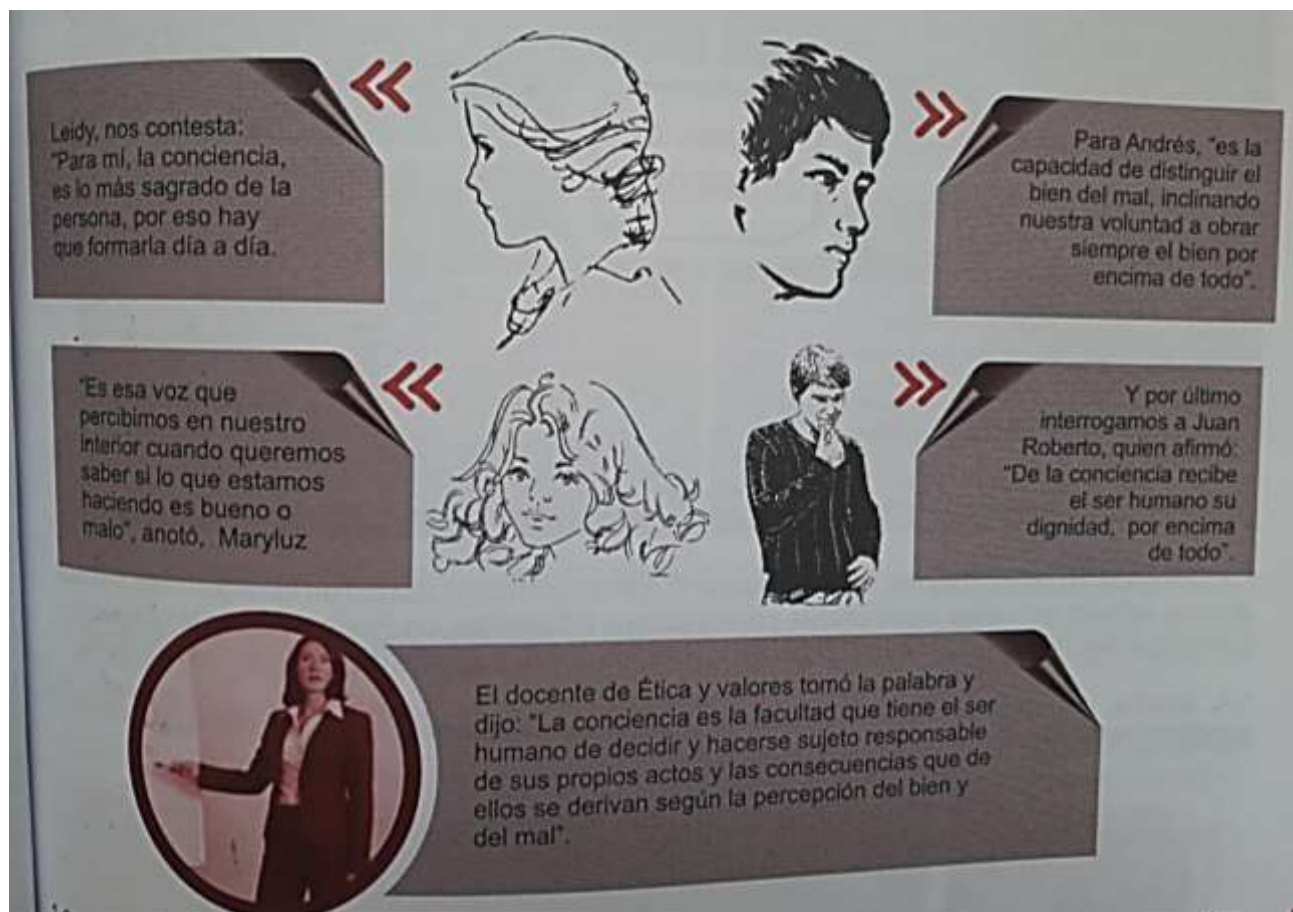 Leidy, nos contesta:
"Para mí, la conciencia,
es lo más sagrado de la
persona, por eso hay
que formarla día a día.
Para Andrés, "es la
capacidad de distinguir el
bien del mal, inclinando
nuestra voluntad a obrar
siempre el bien por
encima de todo".
"Es esa voz que
percibimos en nuestro
interior cuando queremos
saber si lo que estamos
haciendo es bueno o
malo", anotó, Maryluz
Y por último
interrogamos a Juan
Roberto, quien afirmó:
"De la conciencia recibe
el ser humano su
dignidad, por encima
de todo".
El docente de Ética y valores tomó la palabra y
dijo: "La conciencia es la facultad que tiene el ser
humano de decidir y hacerse sujeto responsable
de sus propios actos y las consecuencias que de
ellos se derivan según la percepción del bien y
del mal".